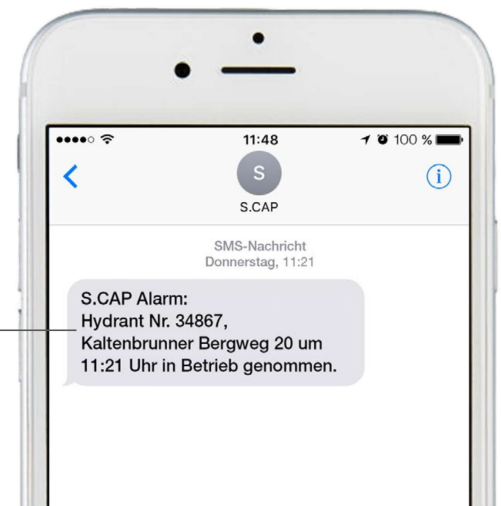 11:48
100 %
S
S.CAP
SMS-Nachricht
Donnerstag, 11:21
S.CAP Alarm:
Hydrant Nr. 34867,
Kaltenbrunner Bergweg 20 um
11:21 Uhr in Betrieb genommen.